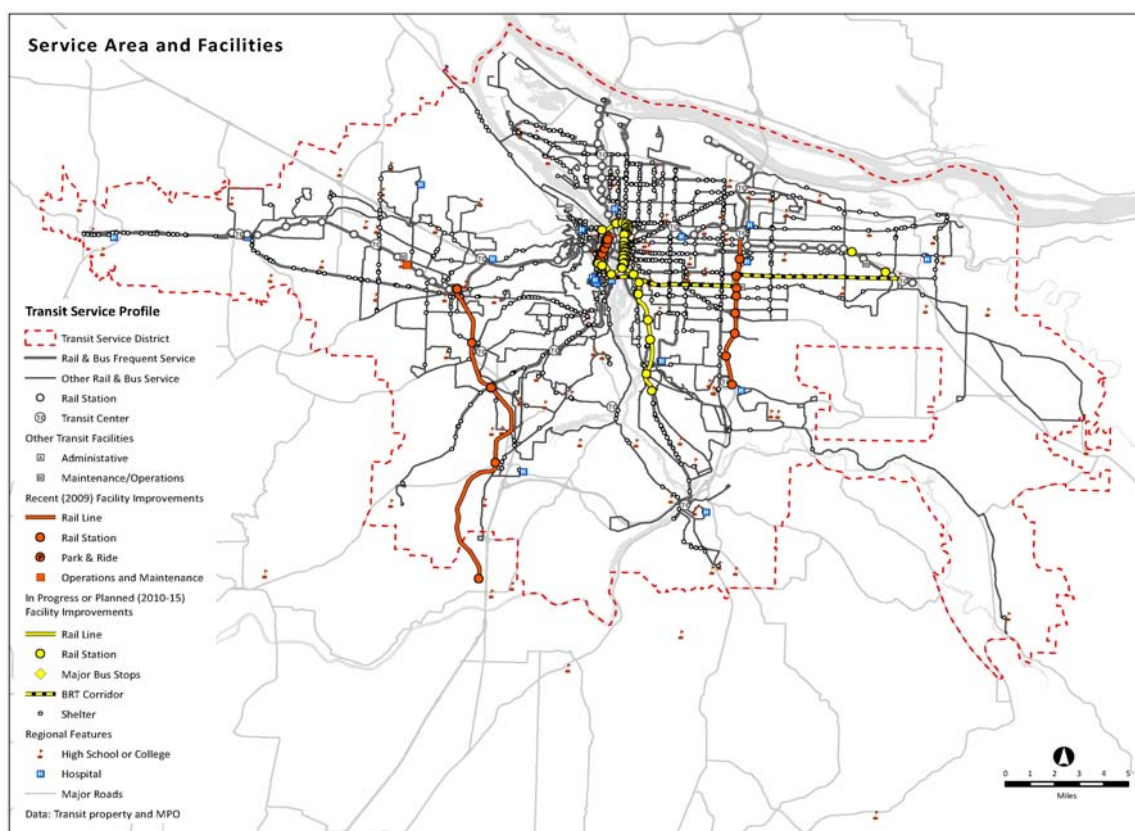 Service Area and Facilities
Transit Service Profile
Transit Service District
Rail & Bus Frequent Service
Other Rail & Bus Service
Rail Station
TC
Transit Center
Other Transit Facilities
A
Administative
Maintenance/Operations
Recent (2009) Facility Improvements
Rail Line
Rail Station
P
Park & Ride
Operations and Maintenance
In Progress or Planned (2010-15)
Facility Improvements
Rail Line
Rail Station
Major Bus Stops
BRT Corridor
Shelter
Regional Features
High School or College
H
Hospital
Major Roads
Data: Transit property and MPO
0 1 2 3 4 5
Miles